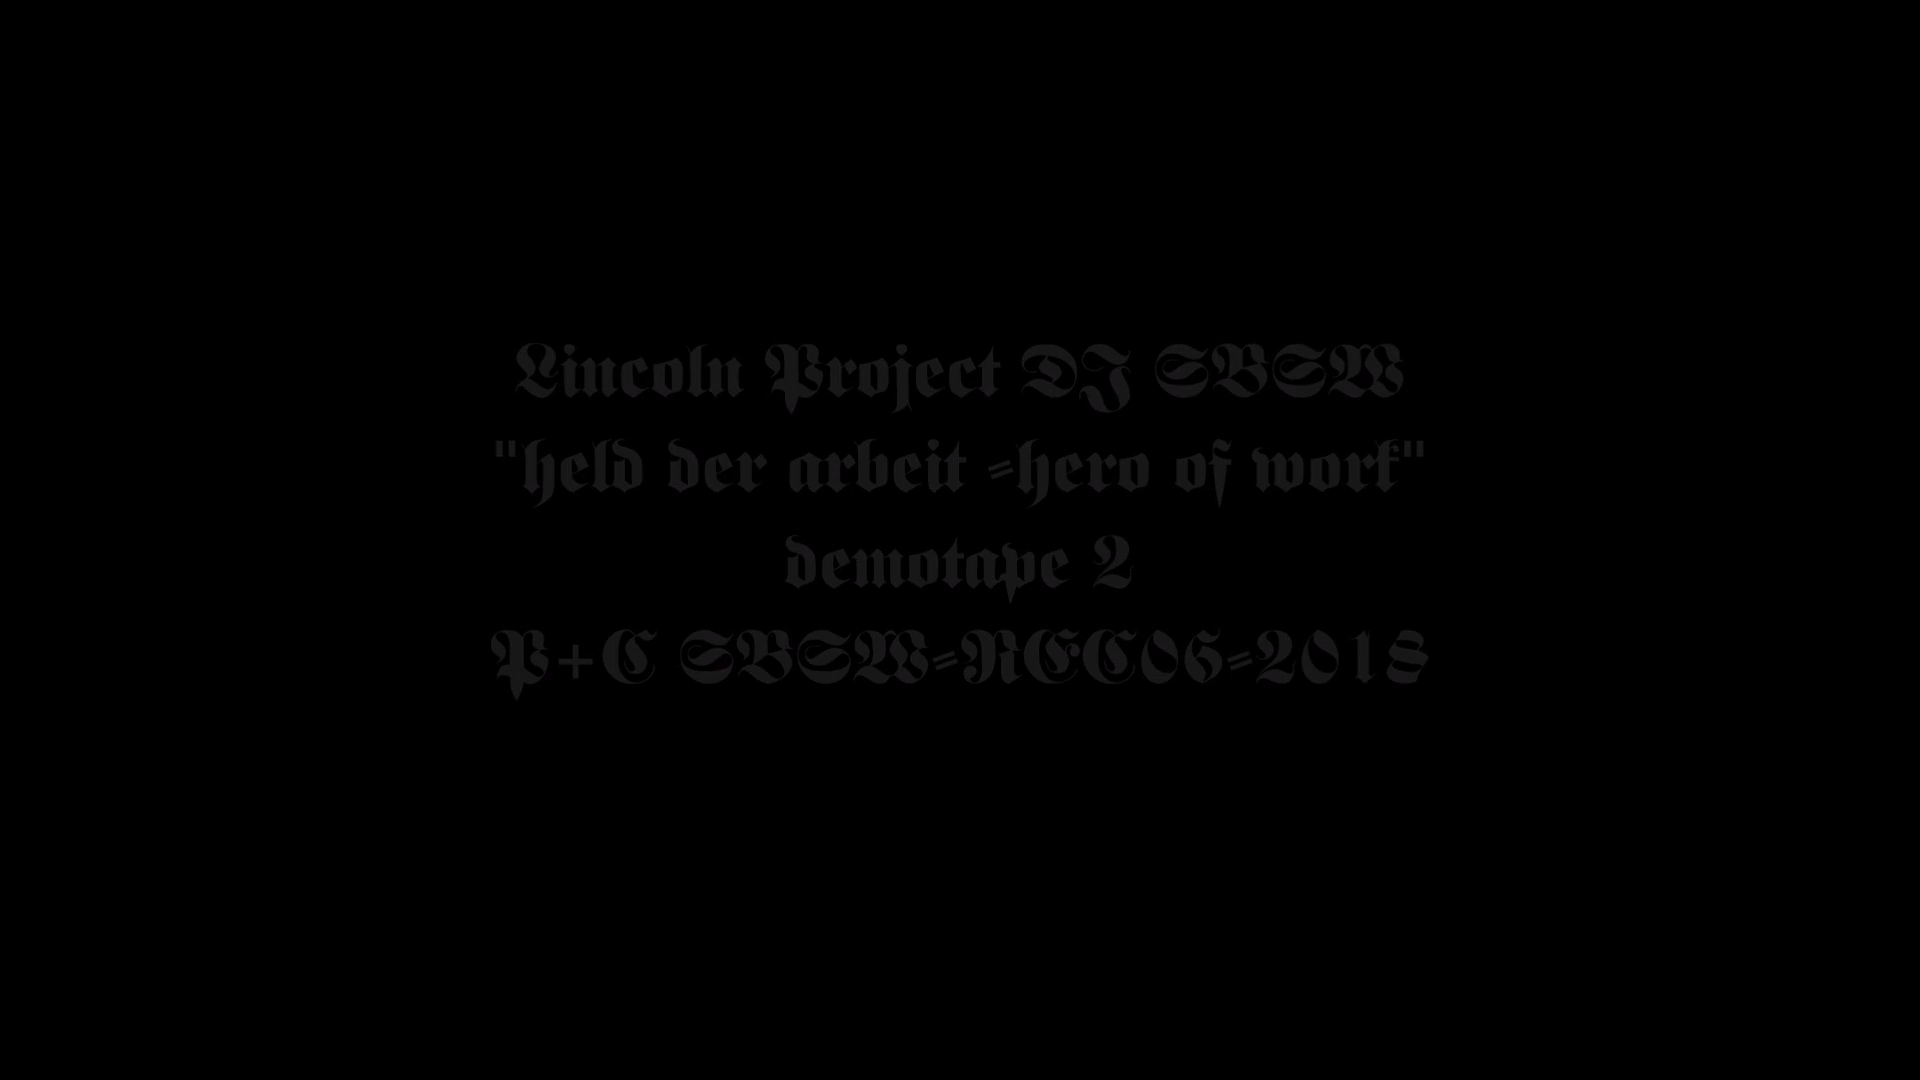 Lincoln Project DJ SBSW
"held der arbeit =hero of work"
demotape 2
P+C SBSW=REC06=2018